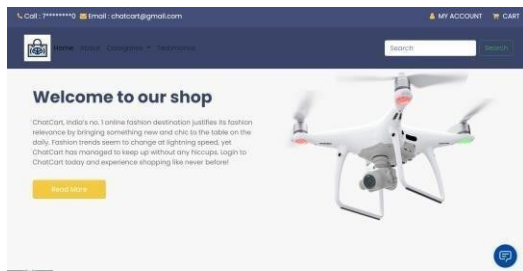 Call : 7********0 Email : chatcart@gmail.com
MY ACCOUNT CART
Home About Categories Testimonial
Search Search
Welcome to our shop
ChatCart, India's no. 1 online fashion destination justifies its fashion
relevance by bringing something new and chic to the table on the
daily. Fashion trends seem to change at lightning speed, yet
ChatCart has managed to keep up without any hiccups. Login to
ChatCart today and experience shopping like never before!
Read More